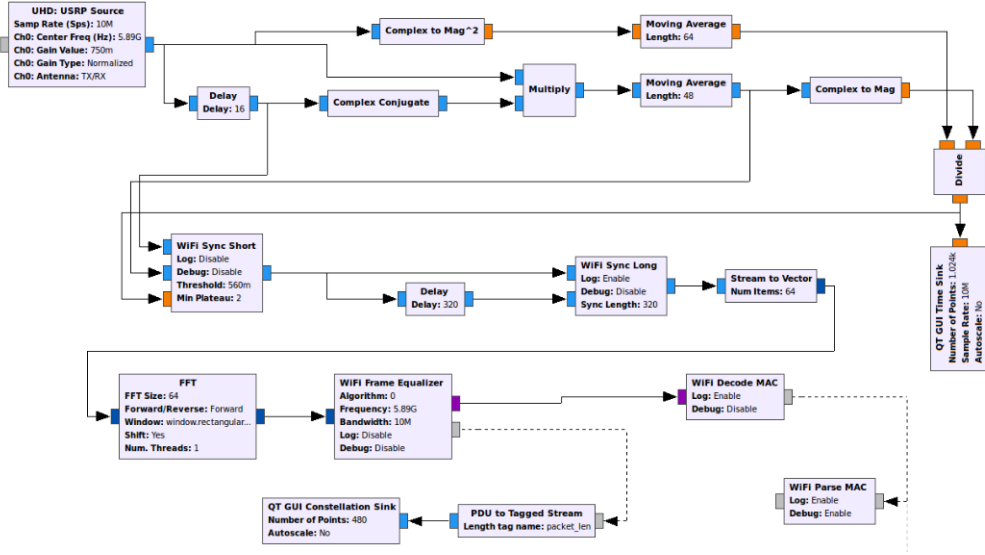 UHD: USRP Source
Samp Rate (Sps): 10M
Ch0: Center Freq (Hz): 5.89G
Ch0: Gain Value: 750m
Ch0: Gain Type: Normalized
Ch0: Antenna: TX/RX
Complex to Mag^2
Moving Average
Length: 64
Delay
Delay: 16
Complex Conjugate
Multiply
Moving Average
Length: 48
Complex to Mag
Divide
WiFi Sync Short
Log: Disable
Debug: Disable
Threshold: 560m
Min Plateau: 2
Delay
Delay: 320
WiFi Sync Long
Log: Enable
Debug: Disable
Sync Length: 320
Stream to Vector
Num Items: 64
QT GUI Time Sink
Number of Points: 1.024k
Sample Rate: 10M
Autoscale: No
FFT
FFT Size: 64
Forward/Reverse: Forward
Window: window.rectangular...
Shift: Yes
Num. Threads: 1
WiFi Frame Equalizer
Algorithm: 0
Frequency: 5.89G
Bandwidth: 10M
Log: Disable
Debug: Disable
WiFi Decode MAC
Log: Enable
Debug: Disable
WiFi Parse MAC
Log: Enable
Debug: Enable
QT GUI Constellation Sink
Number of Points: 480
Autoscale: No
PDU to Tagged Stream
Length tag name: packet_len